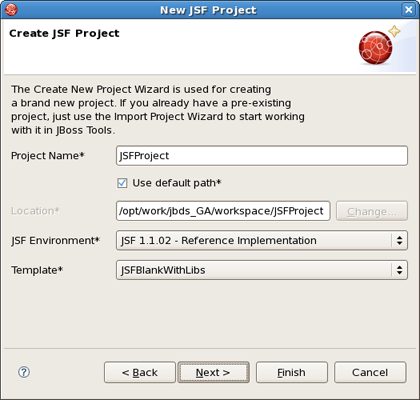 New JSF Project
Create JSF Project
The Create New Project Wizard is used for creating
a brand new project. If you already have a pre-existing
project, just use the Import Project Wizard to start working
with it in JBoss Tools.
Project Name* JSFProject
Use default path*
Location* /opt/work/jbds_GA/workspace/JSFProject Change...
JSF Environment* JSF 1.1.02 - Reference Implementation
Template* JSFBlankWithLibs
? < Back Next > Finish Cancel